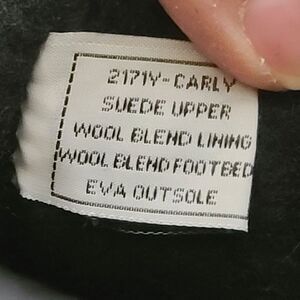 2171Y-CARLY
SUEDE UPPER
WOOL BLEND LINING
WOOL BLEND FOOTBED
EVA OUTSOLE